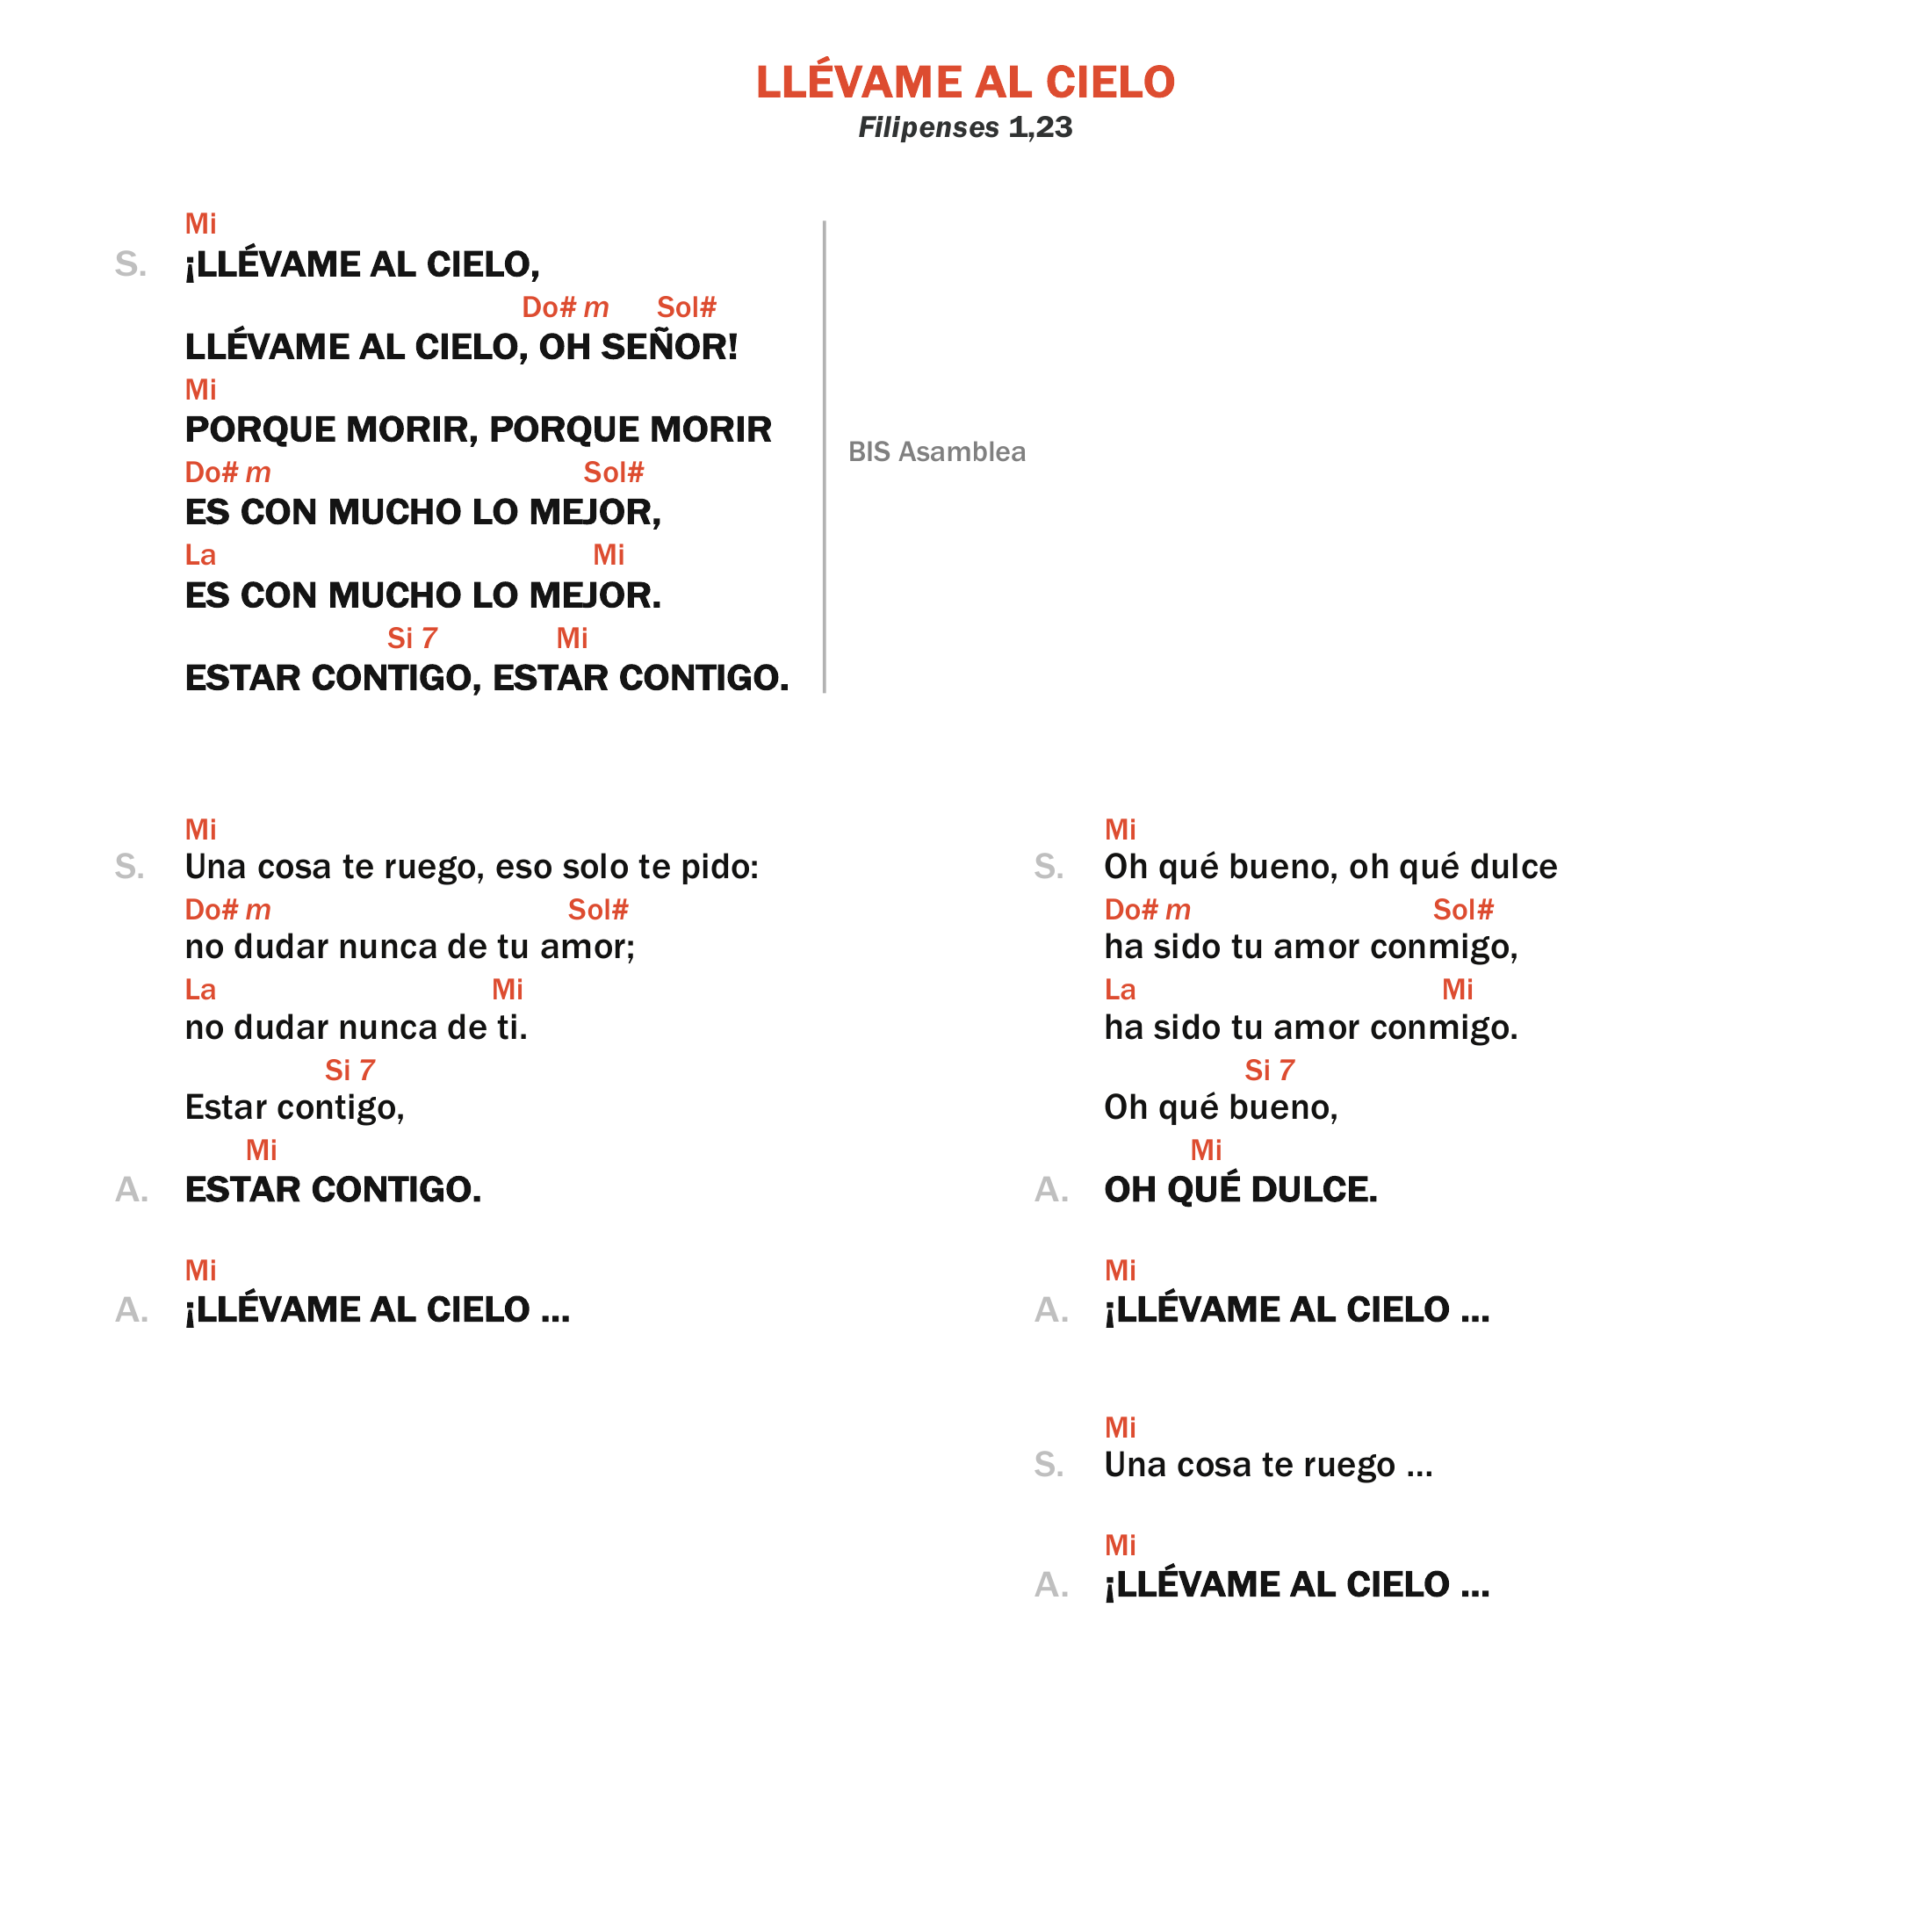 LLÉVAME AL CIELO
Filipenses 1,23
Mi
S. ¡LLÉVAME AL CIELO,
Do# m Sol#
LLÉVAME AL CIELO, OH SEÑOR!
Mi
PORQUE MORIR, PORQUE MORIR
BIS Asamblea
Do# m Sol#
ES CON MUCHO LO MEJOR,
La Mi
ES CON MUCHO LO MEJOR.
Si 7 Mi
ESTAR CONTIGO, ESTAR CONTIGO.
Mi
S. Una cosa te ruego, eso solo te pido:
Do# m Sol#
no dudar nunca de tu amor;
La Mi
no dudar nunca de ti.
Si 7
Estar contigo,
Mi
A. ESTAR CONTIGO.
Mi
A. ¡LLÉVAME AL CIELO ...
Mi
S. Oh qué bueno, oh qué dulce
Do# m Sol#
ha sido tu amor conmigo,
La Mi
ha sido tu amor conmigo.
Si 7
Oh qué bueno,
Mi
A. OH QUÉ DULCE.
Mi
A. ¡LLÉVAME AL CIELO ...
Mi
S. Una cosa te ruego ...
Mi
A. ¡LLÉVAME AL CIELO ...